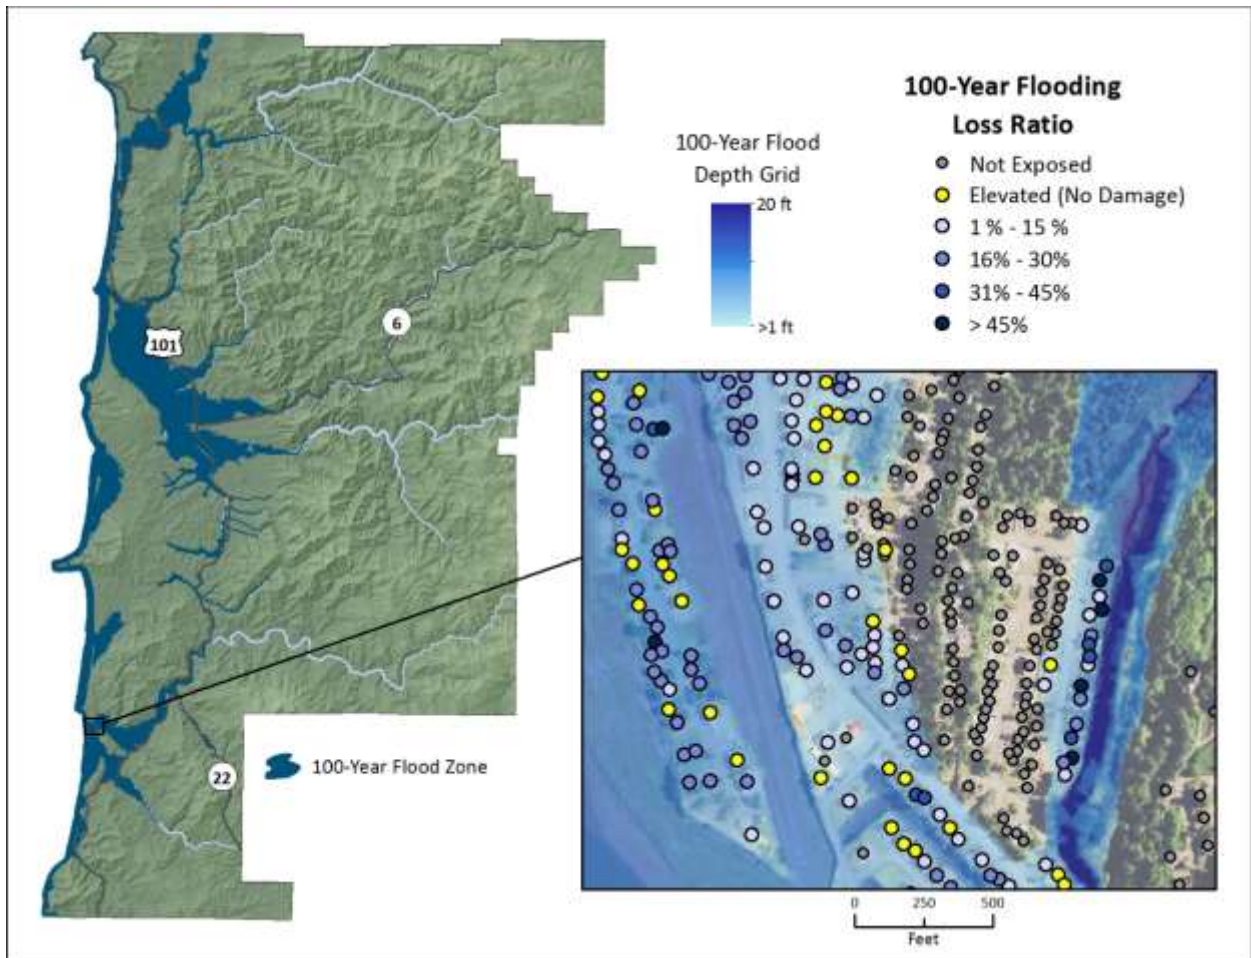 100-Year Flooding
Loss Ratio
Not Exposed
Elevated (No Damage)
1 % - 15 %
16% - 30%
31% - 45%
> 45%
100-Year Flood
Depth Grid
20 ft
>1 ft
6
101
100-Year Flood Zone
22
0 250 500
Feet